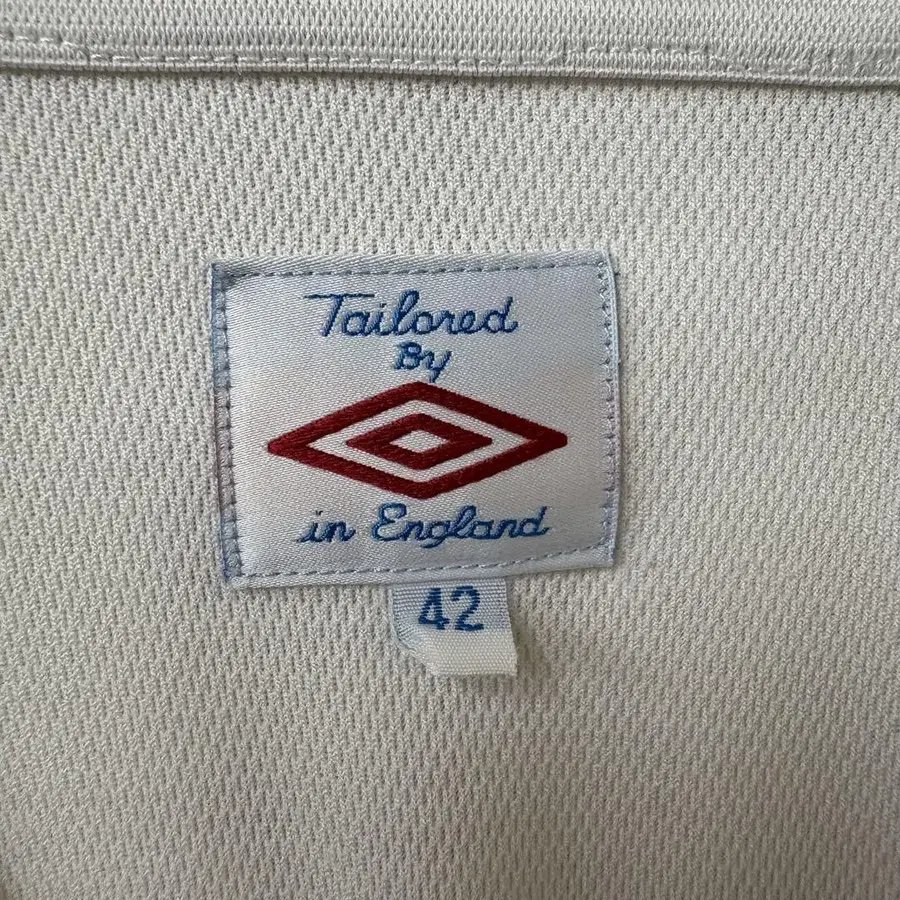 Tailored
By
in England
42